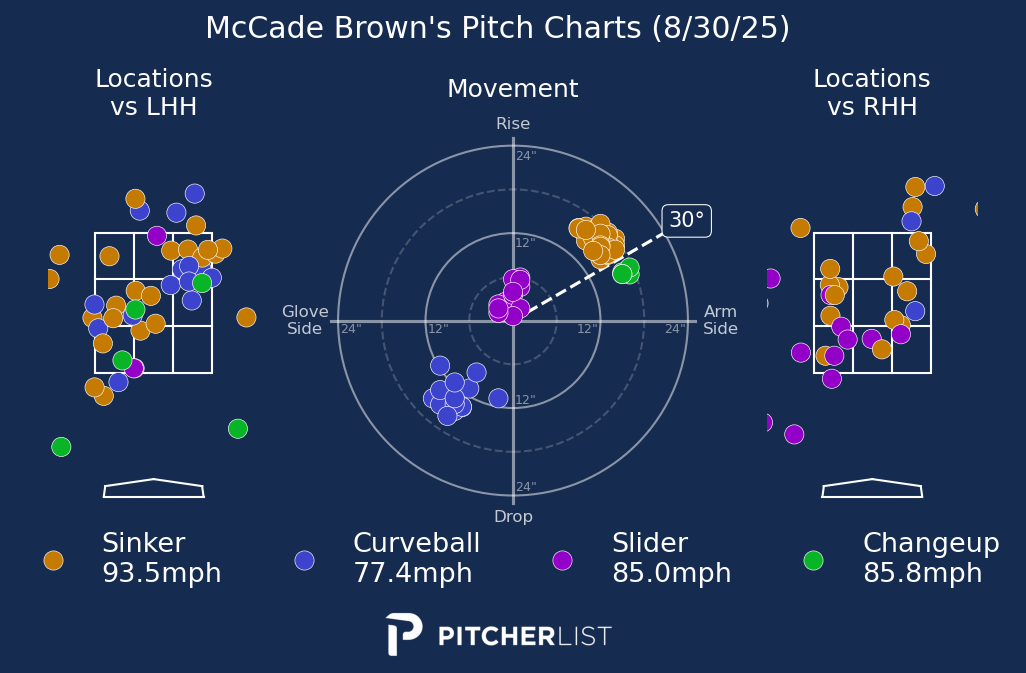 McCade Brown's Pitch Charts (8/30/25)
Locations
vs LHH
Movement
Locations
vs RHH
Rise
24"
30°
12"
Glove
Side
24"
12"
12"
24"
Arm
Side
12"
24"
Drop
Sinker
93.5mph
Curveball
77.4mph
Slider
85.0mph
Changeup
85.8mph
PITCHERLIST